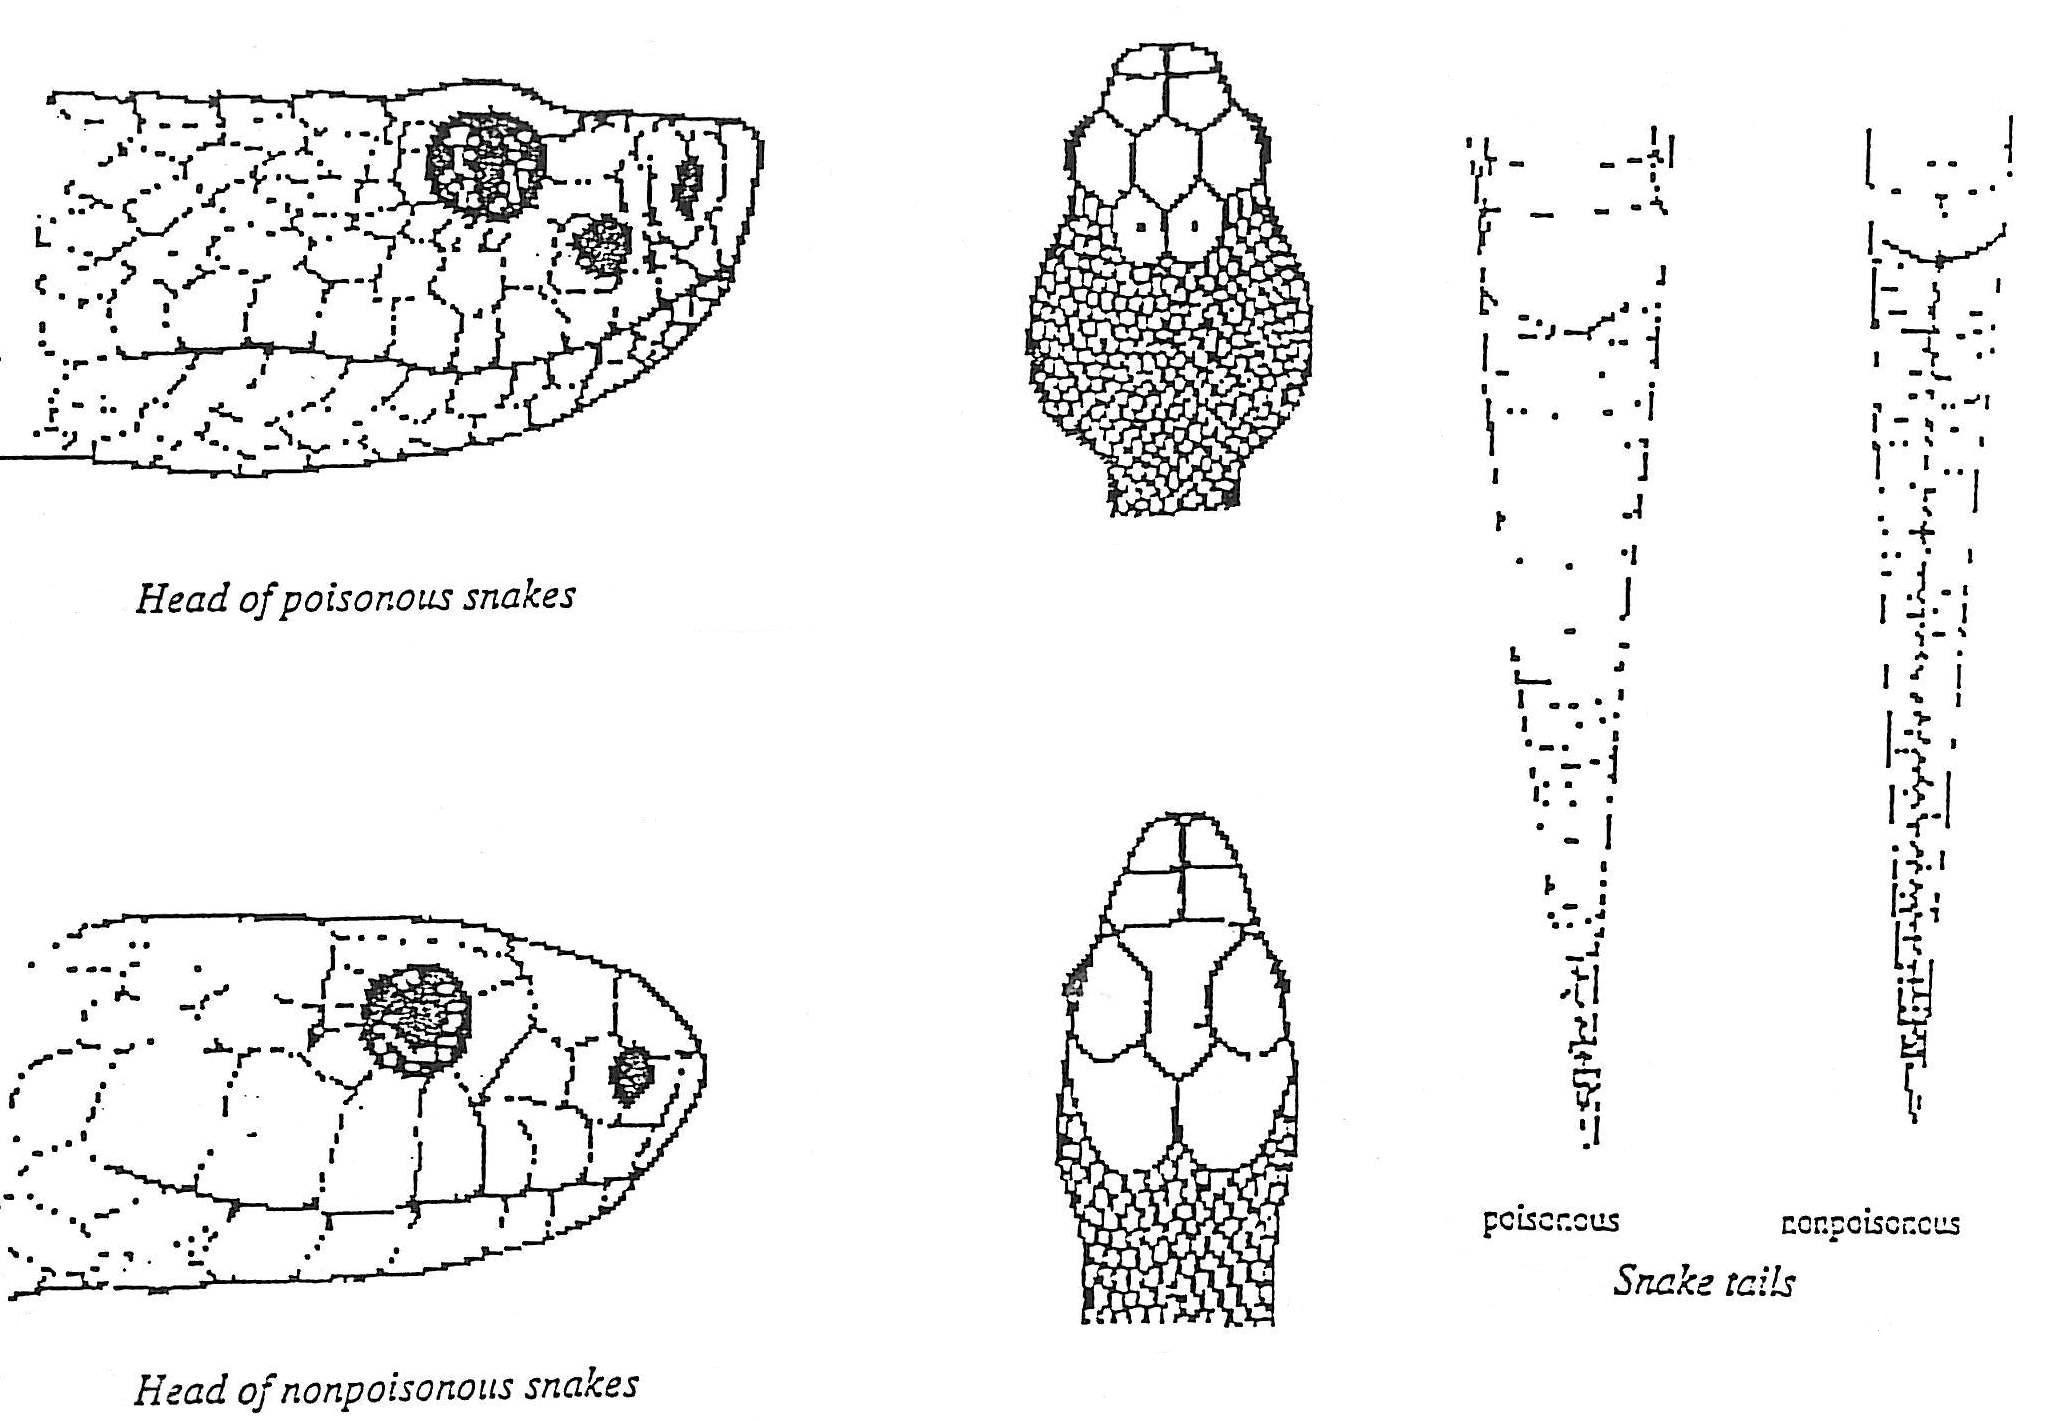 Head of poisonous snakes
Head of nonpoisonous snakes
poisonous
nonpoisonous
Snake tails